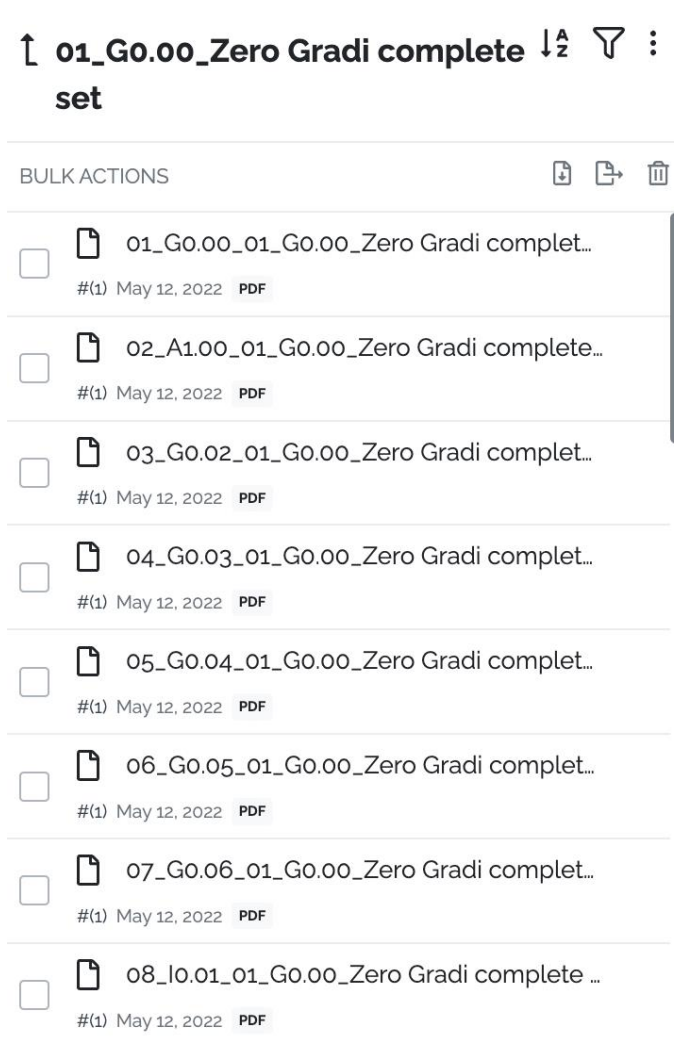 01_G0.00_Zero Gradi complete
set
BULK ACTIONS
01_G0.00_01_G0.00_Zero Gradi complet...
#(1) May 12, 2022 PDF
02_A1.00_01_G0.00_Zero Gradi complete...
#(1) May 12, 2022 PDF
03_G0.02_01_G0.00_Zero Gradi complet...
#(1) May 12, 2022 PDF
04_G0.03_01_G0.00_Zero Gradi complet...
#(1) May 12, 2022 PDF
05_G0.04_01_G0.00_Zero Gradi complet...
#(1) May 12, 2022 PDF
06_G0.05_01_G0.00_Zero Gradi complet...
#(1) May 12, 2022 PDF
07_G0.06_01_G0.00_Zero Gradi complet...
#(1) May 12, 2022 PDF
08_I0.01_01_G0.00_Zero Gradi complete ...
#(1) May 12, 2022 PDF